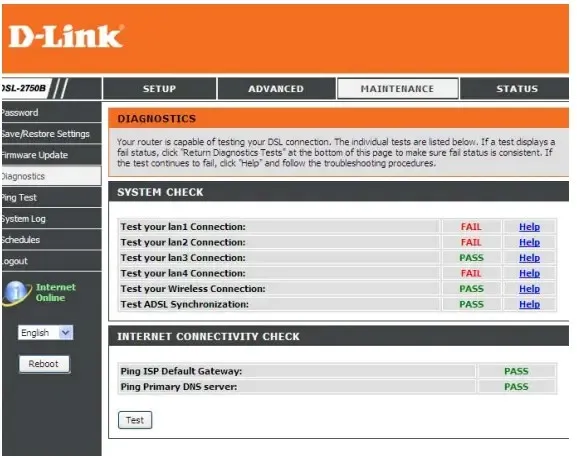 D-Link
DSL-2750B
SETUP
ADVANCED
MAINTENANCE
STATUS
Password
Save/Restore Settings
Firmware Update
Diagnostics
Ping Test
System Log
Schedules
Logout
Internet
Online
English
Reboot
DIAGNOSTICS
Your router is capable of testing your DSL connection. The individual tests are listed below. If a test displays a
fail status, click "Return Diagnostics Tests" at the bottom of this page to make sure fail status is consistent. If
the test continues to fail, click "Help" and follow the troubleshooting procedures.
SYSTEM CHECK
Test your lan1 Connection: FAIL Help
Test your lan2 Connection: FAIL Help
Test your lan3 Connection: PASS Help
Test your lan4 Connection: FAIL Help
Test your Wireless Connection: PASS Help
Test ADSL Synchronization: PASS Help
INTERNET CONNECTIVITY CHECK
Ping ISP Default Gateway: PASS
Ping Primary DNS server: PASS
Test